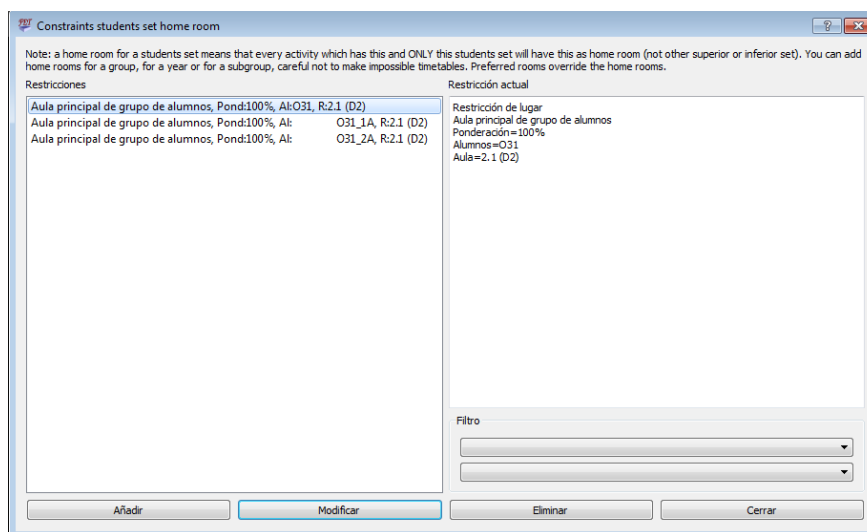 Constraints students set home room
Note: a home room for a students set means that every activity which has this and ONLY this students set will have this as home room (not other superior or inferior set). You can add
home rooms for a group, for a year or for a subgroup, careful not to make impossible timetables. Preferred rooms override the home rooms.
Restricciones
Aula principal de grupo de alumnos, Pond:100%, Al:O31, R:2.1 (D2)
Aula principal de grupo de alumnos, Pond:100%, Al: O31_1A, R:2.1 (D2)
Aula principal de grupo de alumnos, Pond:100%, Al: O31_2A, R:2.1 (D2)
Restricción actual
Restricción de lugar
Aula principal de grupo de alumnos
Ponderación=100%
Alumnos=O31
Aula=2.1 (D2)
Filtro
Añadir
Modificar
Eliminar
Cerrar